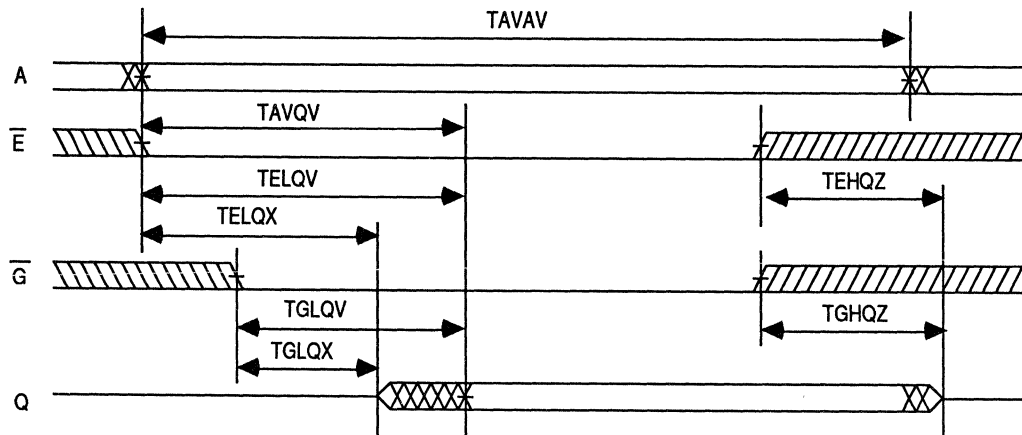 TAVAV
A
TAVQV
E̅
TELQV
TEHQZ
TELQX
G̅
TGLQV
TGHQZ
TGLQX
Q